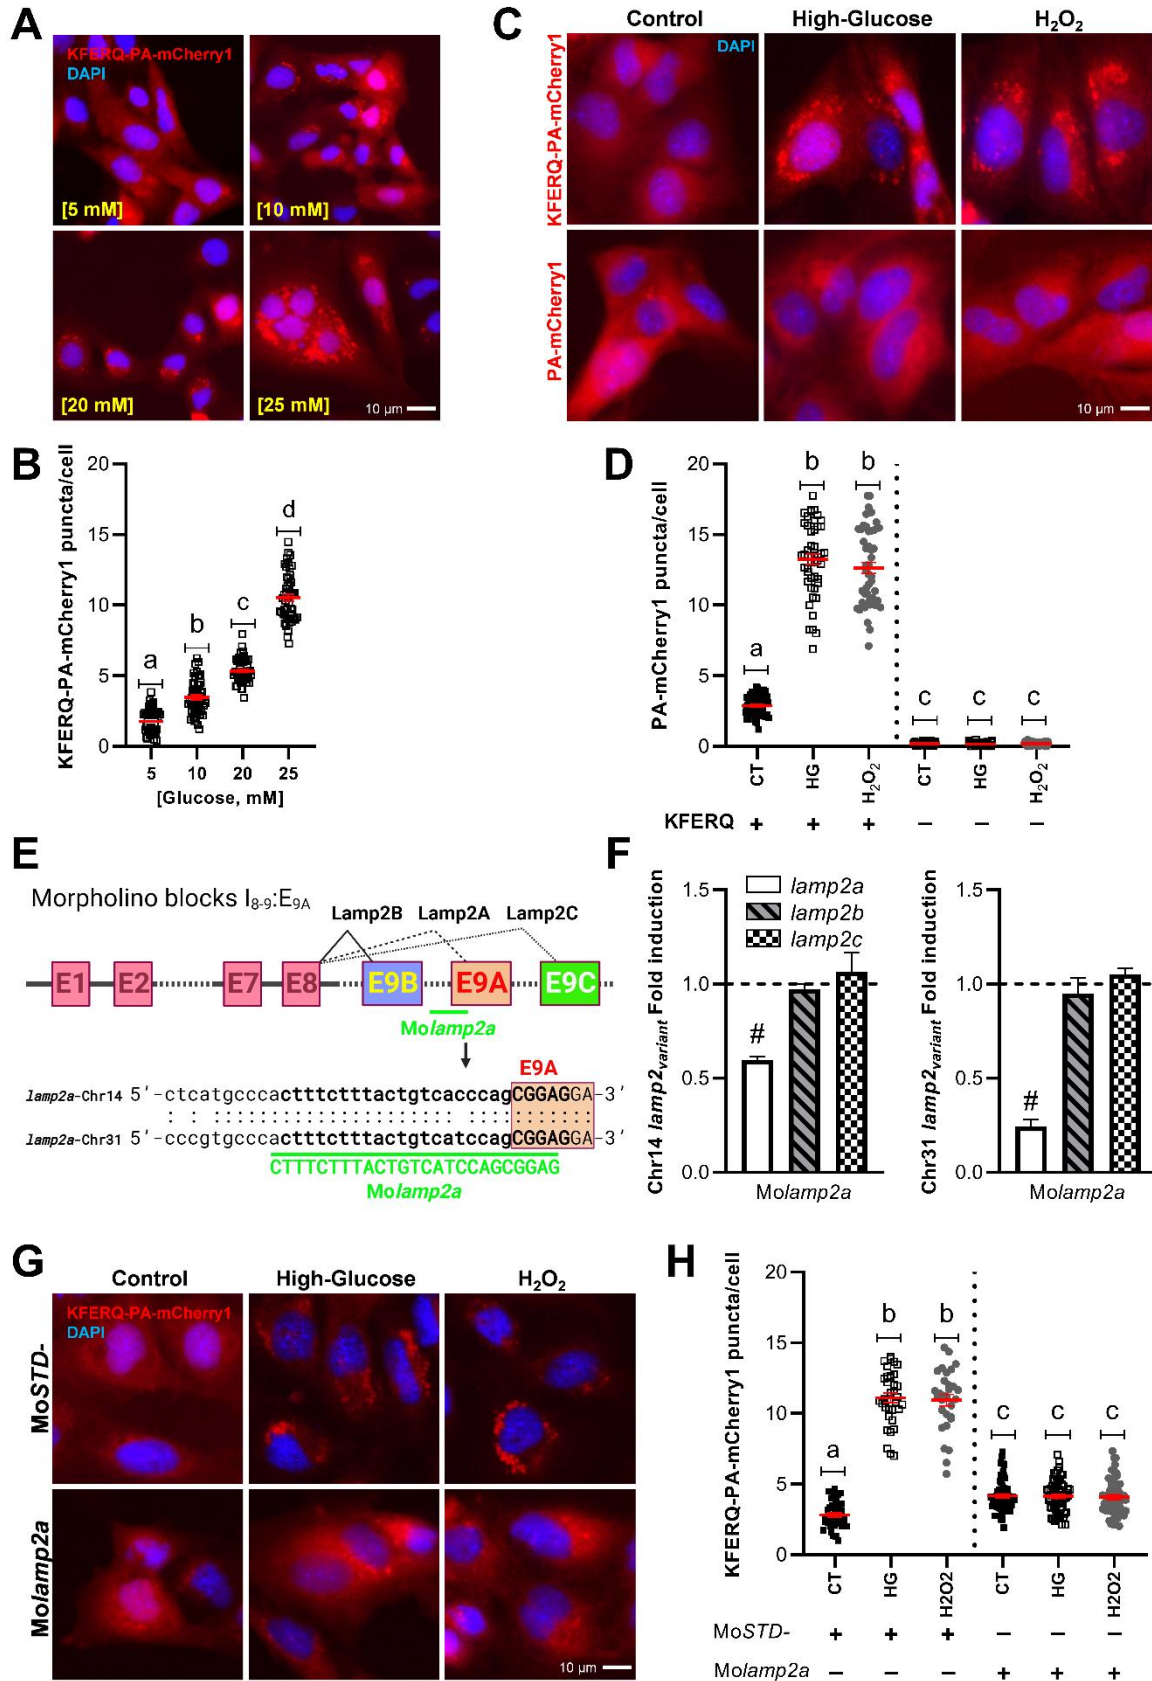 A
KFERQ-PA-mCherry1
DAPI
[5 mM]
[10 mM]
[20 mM]
[25 mM]
10 µm
B
KFERQ-PA-mCherry1 puncta/cell
20
15
10
5
0
a
b
c
d
5 10 20 25
[Glucose, mM]
C
Control High-Glucose H₂O₂
KFERQ-PA-mCherry1
DAPI
PA-mCherry1
10 µm
D
PA-mCherry1 puncta/cell
20
15
10
5
0
a
b
b
c
c
c
CT HG H₂O₂ CT HG H₂O₂
KFERQ + + + – – –
E
Morpholino blocks I₈₋₉:E₉A
Lamp2B Lamp2A Lamp2C
E1 E2 E7 E8 E9B E9A E9C
Molamp2a
E9A
lamp2a-Chr14 5'-ctcatgcccactttctttactgtcacccagCGGAGGA-3'
lamp2a-Chr31 5'-cccgtgcccactttctttactgtcatccagCGGAGGA-3'
CTTTCTTTACTGTCATCCAGCGGAG
Molamp2a
F
Chr14 lamp2variant Fold induction
1.5
1.0
0.5
0.0
lamp2a
lamp2b
lamp2c
#
Molamp2a
Chr31 lamp2variant Fold induction
1.5
1.0
0.5
0.0
#
Molamp2a
G
Control High-Glucose H₂O₂
MoSTD-
KFERQ-PA-mCherry1
DAPI
Molamp2a
10 µm
H
KFERQ-PA-mCherry1 puncta/cell
20
15
10
5
0
a
b
b
c
c
c
CT HG H2O2 CT HG H2O2
MoSTD- + + + – – –
Molamp2a – – – + + +